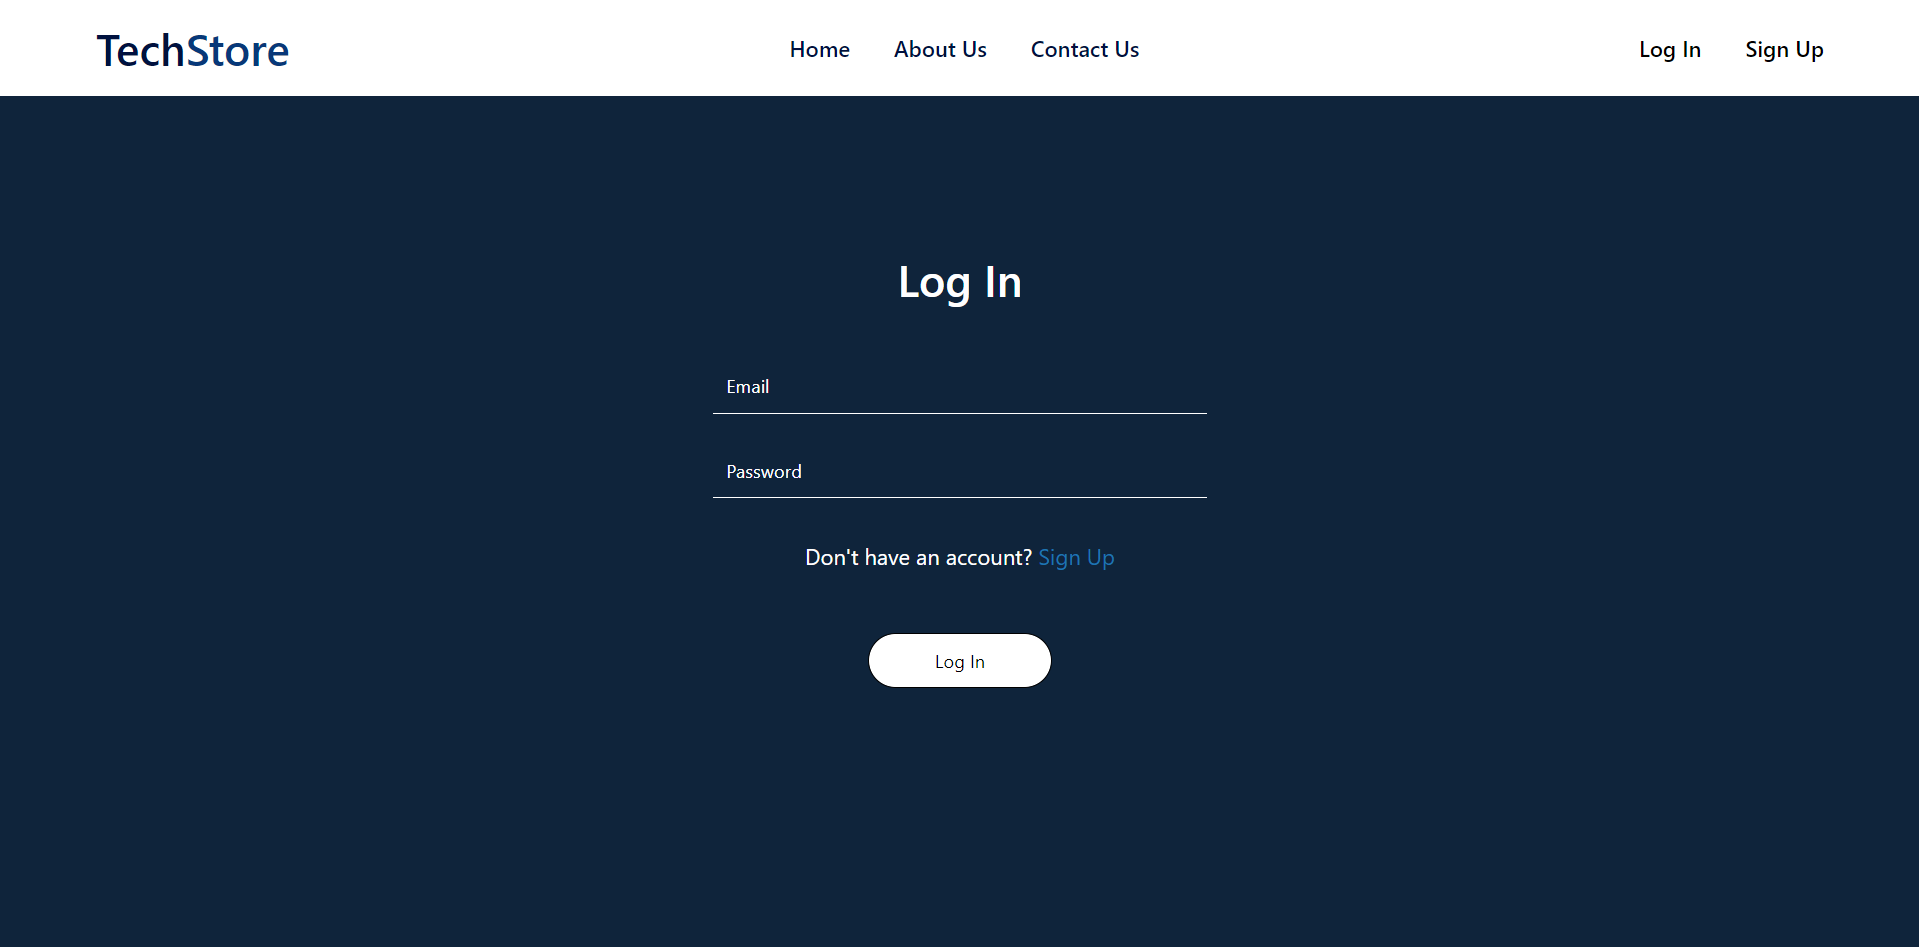 TechStore Home About Us Contact Us Log In Sign Up
Log In
Email
Password
Don't have an account? Sign Up
Log In